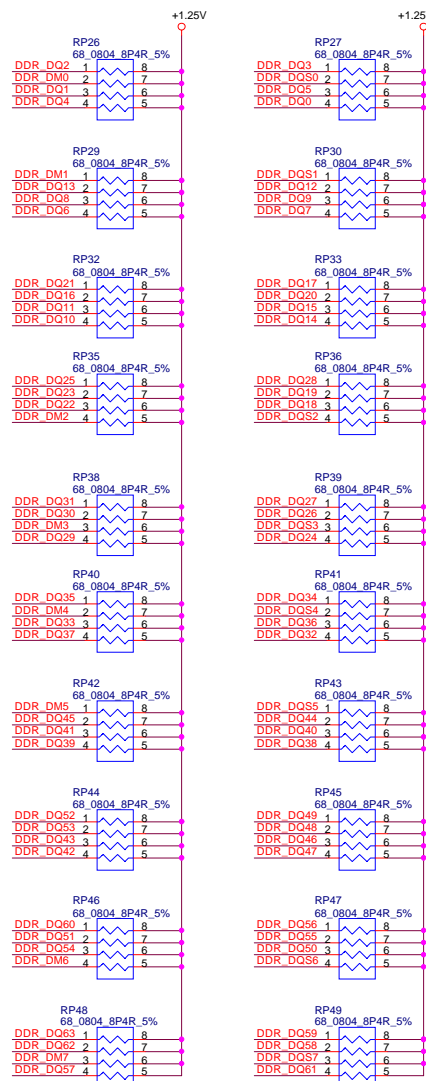 +1.25V
+1.25
RP26
68_0804_8P4R_5%
DDR_DQ2 1 8
DDR_DM0 2 7
DDR_DQ1 3 6
DDR_DQ4 4 5
RP27
68_0804_8P4R_5%
DDR_DQ3 1 8
DDR_DQS0 2 7
DDR_DQ5 3 6
DDR_DQ0 4 5
RP29
68_0804_8P4R_5%
DDR_DM1 1 8
DDR_DQ13 2 7
DDR_DQ8 3 6
DDR_DQ6 4 5
RP30
68_0804_8P4R_5%
DDR_DQS1 1 8
DDR_DQ12 2 7
DDR_DQ9 3 6
DDR_DQ7 4 5
RP32
68_0804_8P4R_5%
DDR_DQ21 1 8
DDR_DQ16 2 7
DDR_DQ11 3 6
DDR_DQ10 4 5
RP33
68_0804_8P4R_5%
DDR_DQ17 1 8
DDR_DQ20 2 7
DDR_DQ15 3 6
DDR_DQ14 4 5
RP35
68_0804_8P4R_5%
DDR_DQ25 1 8
DDR_DQ23 2 7
DDR_DQ22 3 6
DDR_DM2 4 5
RP36
68_0804_8P4R_5%
DDR_DQ28 1 8
DDR_DQ19 2 7
DDR_DQ18 3 6
DDR_DQS2 4 5
RP38
68_0804_8P4R_5%
DDR_DQ31 1 8
DDR_DQ30 2 7
DDR_DM3 3 6
DDR_DQ29 4 5
RP39
68_0804_8P4R_5%
DDR_DQ27 1 8
DDR_DQ26 2 7
DDR_DQS3 3 6
DDR_DQ24 4 5
RP40
68_0804_8P4R_5%
DDR_DQ35 1 8
DDR_DM4 2 7
DDR_DQ33 3 6
DDR_DQ37 4 5
RP41
68_0804_8P4R_5%
DDR_DQ34 1 8
DDR_DQS4 2 7
DDR_DQ36 3 6
DDR_DQ32 4 5
RP42
68_0804_8P4R_5%
DDR_DM5 1 8
DDR_DQ45 2 7
DDR_DQ41 3 6
DDR_DQ39 4 5
RP43
68_0804_8P4R_5%
DDR_DQS5 1 8
DDR_DQ44 2 7
DDR_DQ40 3 6
DDR_DQ38 4 5
RP44
68_0804_8P4R_5%
DDR_DQ52 1 8
DDR_DQ53 2 7
DDR_DQ43 3 6
DDR_DQ42 4 5
RP45
68_0804_8P4R_5%
DDR_DQ49 1 8
DDR_DQ48 2 7
DDR_DQ46 3 6
DDR_DQ47 4 5
RP46
68_0804_8P4R_5%
DDR_DQ60 1 8
DDR_DQ51 2 7
DDR_DQ54 3 6
DDR_DM6 4 5
RP47
68_0804_8P4R_5%
DDR_DQ56 1 8
DDR_DQ55 2 7
DDR_DQ50 3 6
DDR_DQS6 4 5
RP48
68_0804_8P4R_5%
DDR_DQ63 1 8
DDR_DQ62 2 7
DDR_DM7 3 6
DDR_DQ57 4 5
RP49
68_0804_8P4R_5%
DDR_DQ59 1 8
DDR_DQ58 2 7
DDR_DQS7 3 6
DDR_DQ61 4 5